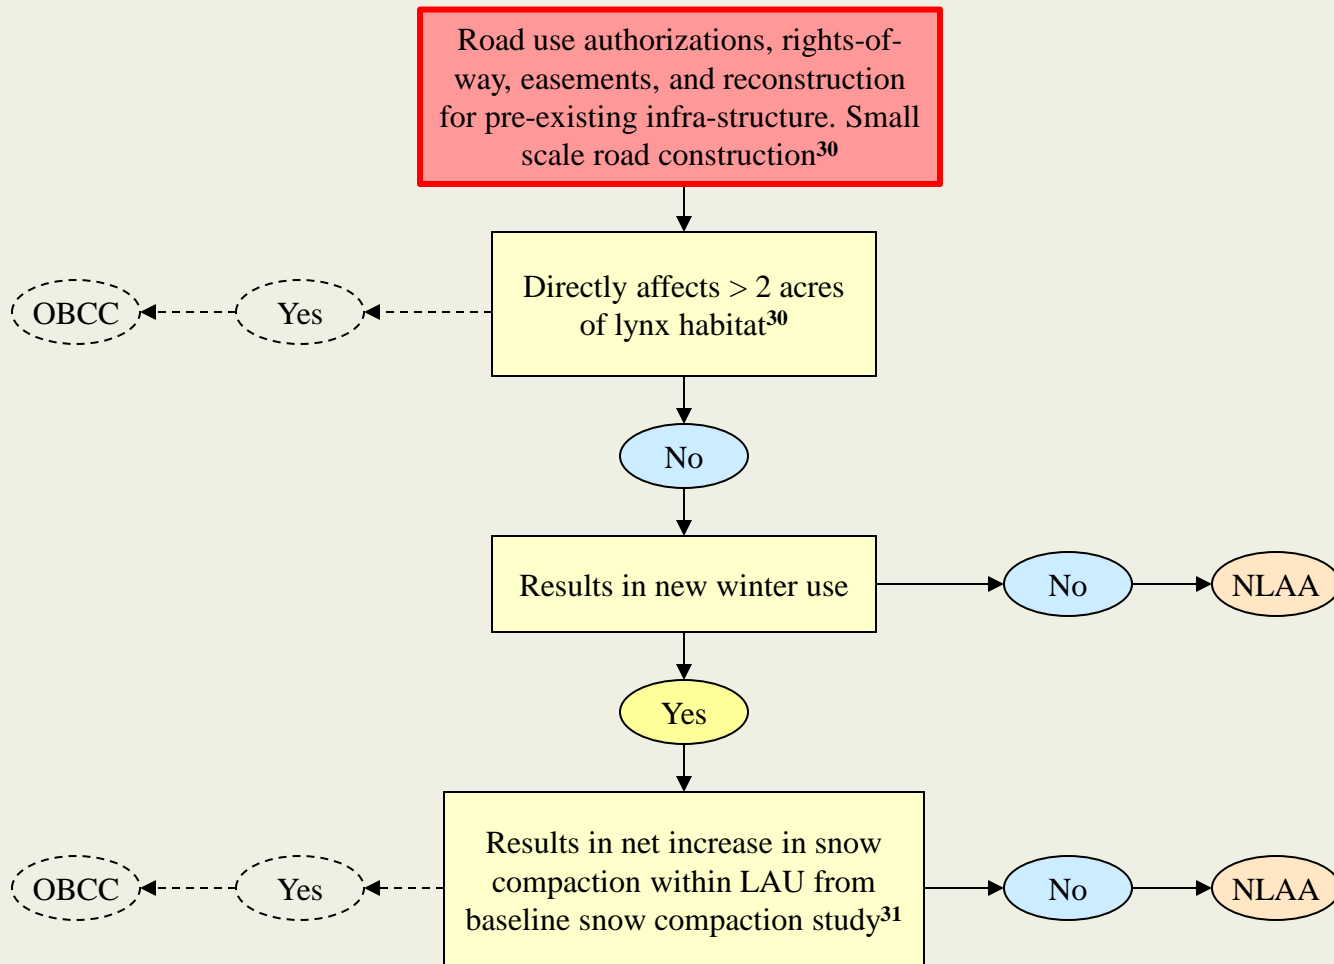 Road use authorizations, rights-of-
way, easements, and reconstruction
for pre-existing infra-structure. Small
scale road construction30
Directly affects > 2 acres
of lynx habitat30
Yes
OBCC
No
Results in new winter use
No
NLAA
Yes
Results in net increase in snow
compaction within LAU from
baseline snow compaction study31
Yes
OBCC
No
NLAA